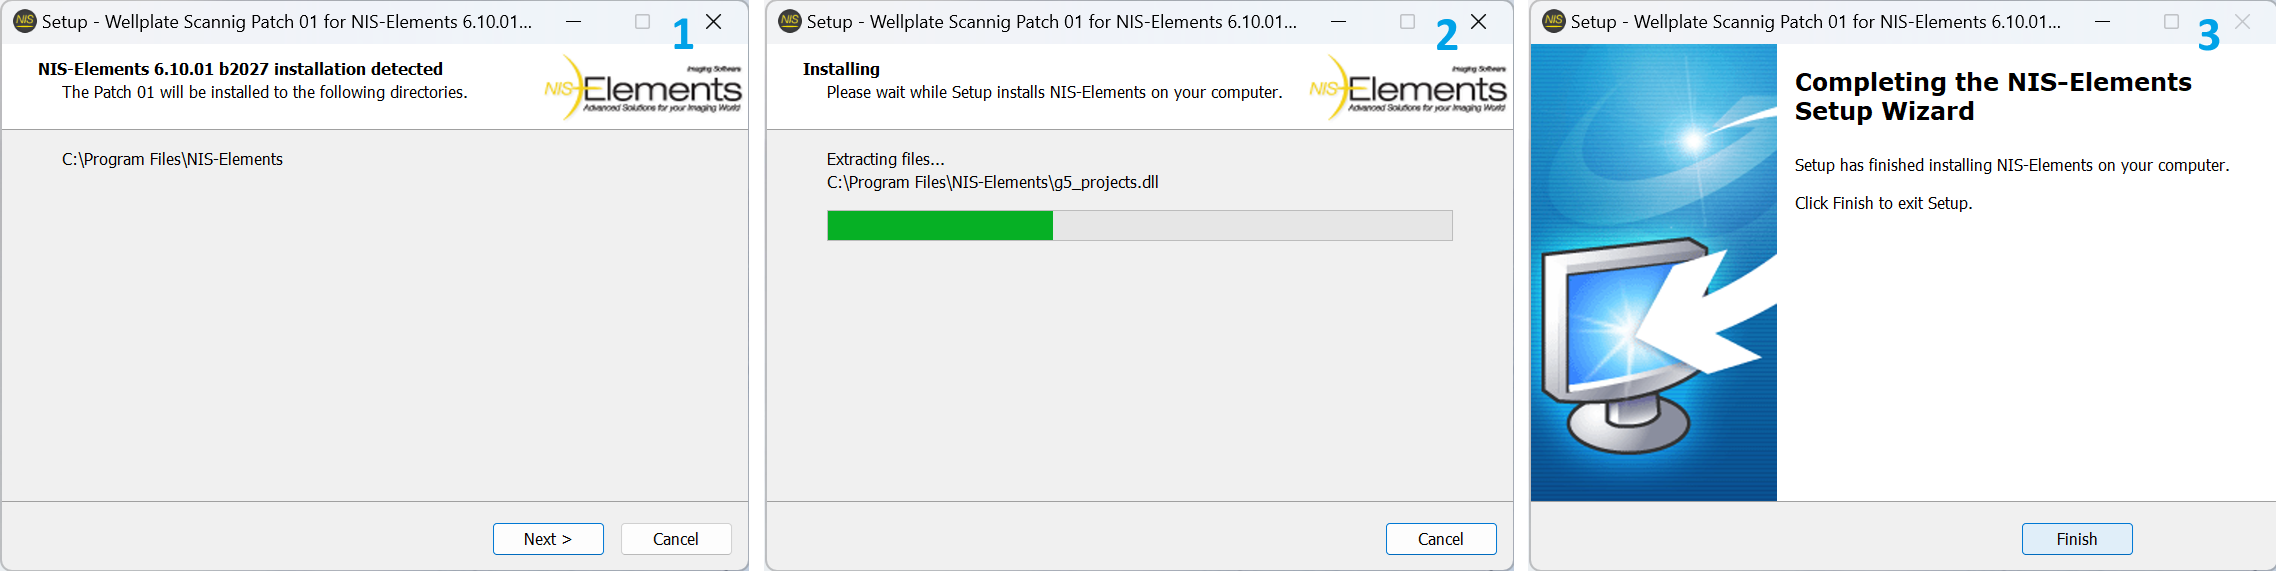 Setup - Wellplate Scannig Patch 01 for NIS-Elements 6.10.01...
1
NIS-Elements 6.10.01 b2027 installation detected
The Patch 01 will be installed to the following directories.
Imaging Software
NIS Elements
Advanced Solutions for your Imaging World
C:\Program Files\NIS-Elements
Next >
Cancel
Setup - Wellplate Scannig Patch 01 for NIS-Elements 6.10.01...
2
Installing
Please wait while Setup installs NIS-Elements on your computer.
Imaging Software
NIS Elements
Advanced Solutions for your Imaging World
Extracting files...
C:\Program Files\NIS-Elements\g5_projects.dll
Cancel
Setup - Wellplate Scannig Patch 01 for NIS-Elements 6.10.01...
3
Completing the NIS-Elements
Setup Wizard
Setup has finished installing NIS-Elements on your computer.
Click Finish to exit Setup.
Finish